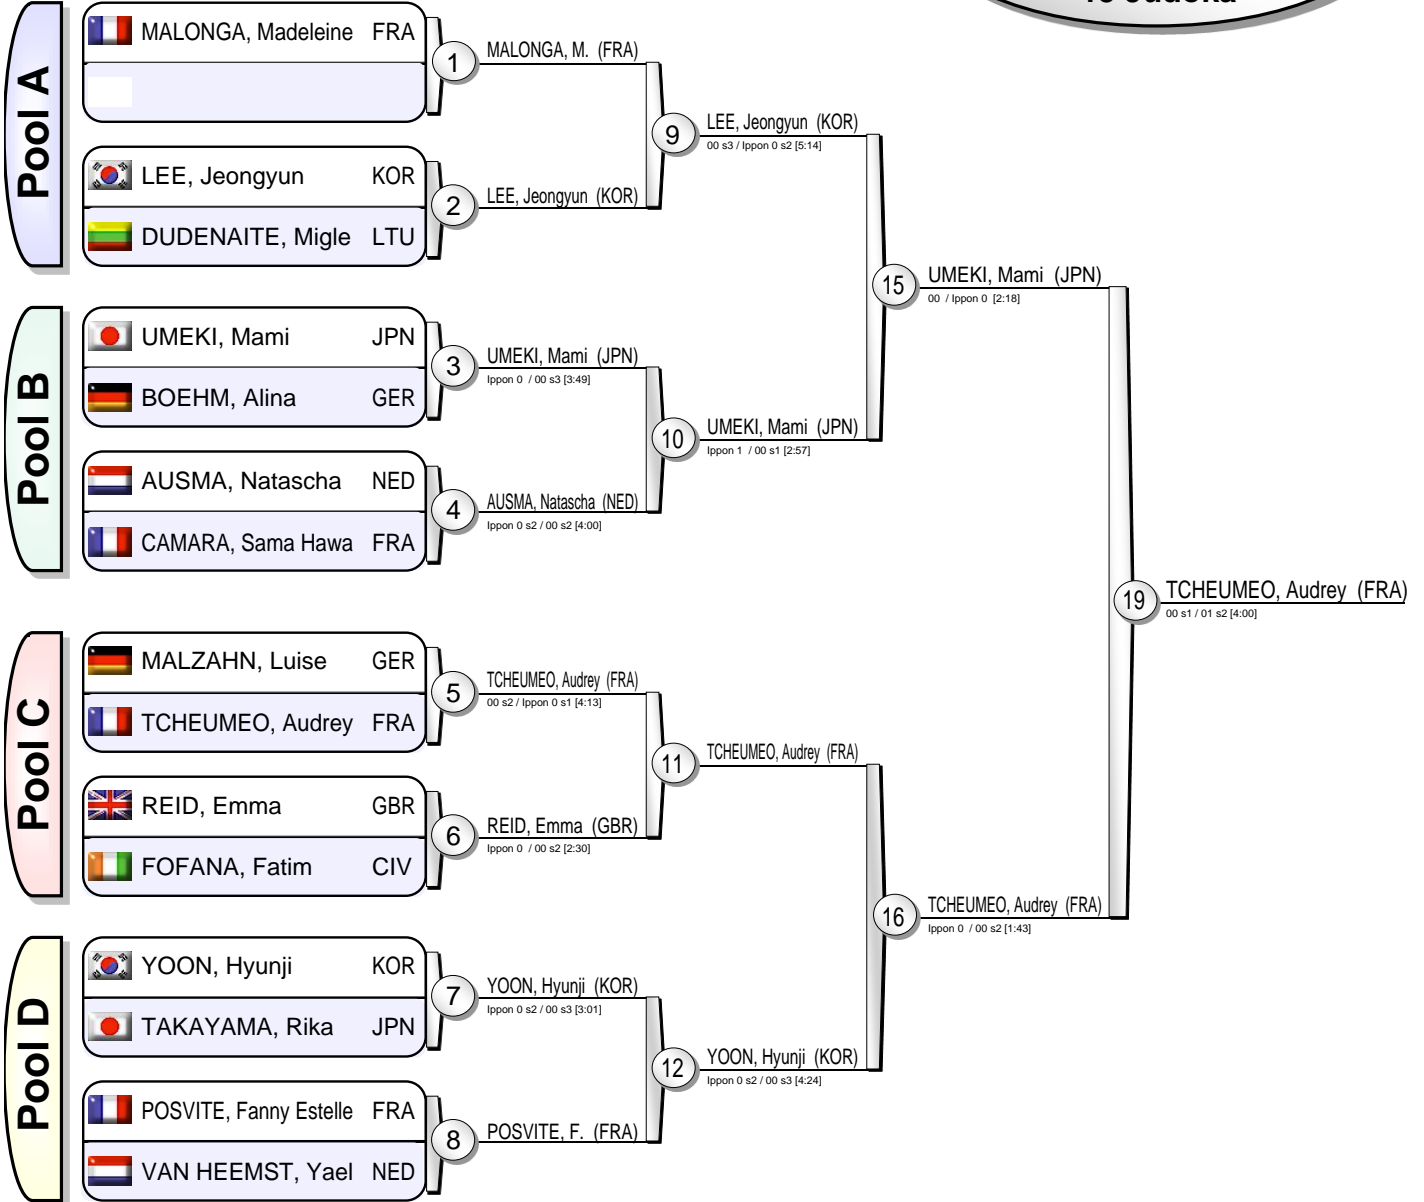 Pool A
MALONGA, Madeleine FRA
LEE, Jeongyun KOR
DUDENAITE, Migle LTU
Pool B
UMEKI, Mami JPN
BOEHM, Alina GER
AUSMA, Natascha NED
CAMARA, Sama Hawa FRA
Pool C
MALZAHN, Luise GER
TCHEUMEO, Audrey FRA
REID, Emma GBR
FOFANA, Fatim CIV
Pool D
YOON, Hyunji KOR
TAKAYAMA, Rika JPN
POSVITE, Fanny Estelle FRA
VAN HEEMST, Yael NED
1
MALONGA, M. (FRA)
2
LEE, Jeongyun (KOR)
3
UMEKI, Mami (JPN)
Ippon 0 / 00 s3 [3:49]
4
AUSMA, Natascha (NED)
Ippon 0 s2 / 00 s2 [4:00]
5
TCHEUMEO, Audrey (FRA)
00 s2 / Ippon 0 s1 [4:13]
6
REID, Emma (GBR)
Ippon 0 / 00 s2 [2:30]
7
YOON, Hyunji (KOR)
Ippon 0 s2 / 00 s3 [3:01]
8
POSVITE, F. (FRA)
9
LEE, Jeongyun (KOR)
00 s3 / Ippon 0 s2 [5:14]
10
UMEKI, Mami (JPN)
Ippon 1 / 00 s1 [2:57]
11
TCHEUMEO, Audrey (FRA)
12
YOON, Hyunji (KOR)
Ippon 0 s2 / 00 s3 [4:24]
15
UMEKI, Mami (JPN)
00 / Ippon 0 [2:18]
16
TCHEUMEO, Audrey (FRA)
Ippon 0 / 00 s2 [1:43]
19
TCHEUMEO, Audrey (FRA)
00 s1 / 01 s2 [4:00]